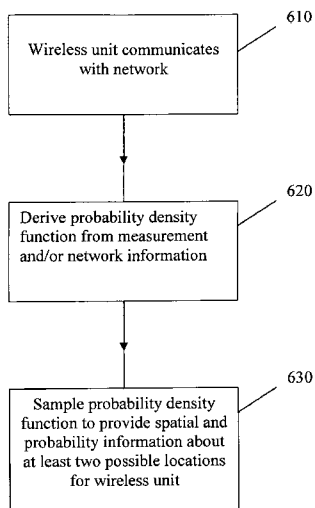 610
Wireless unit communicates
with network
620
Derive probability density
function from measurement
and/or network information
630
Sample probability density
function to provide spatial and
probability information about
at least two possible locations
for wireless unit